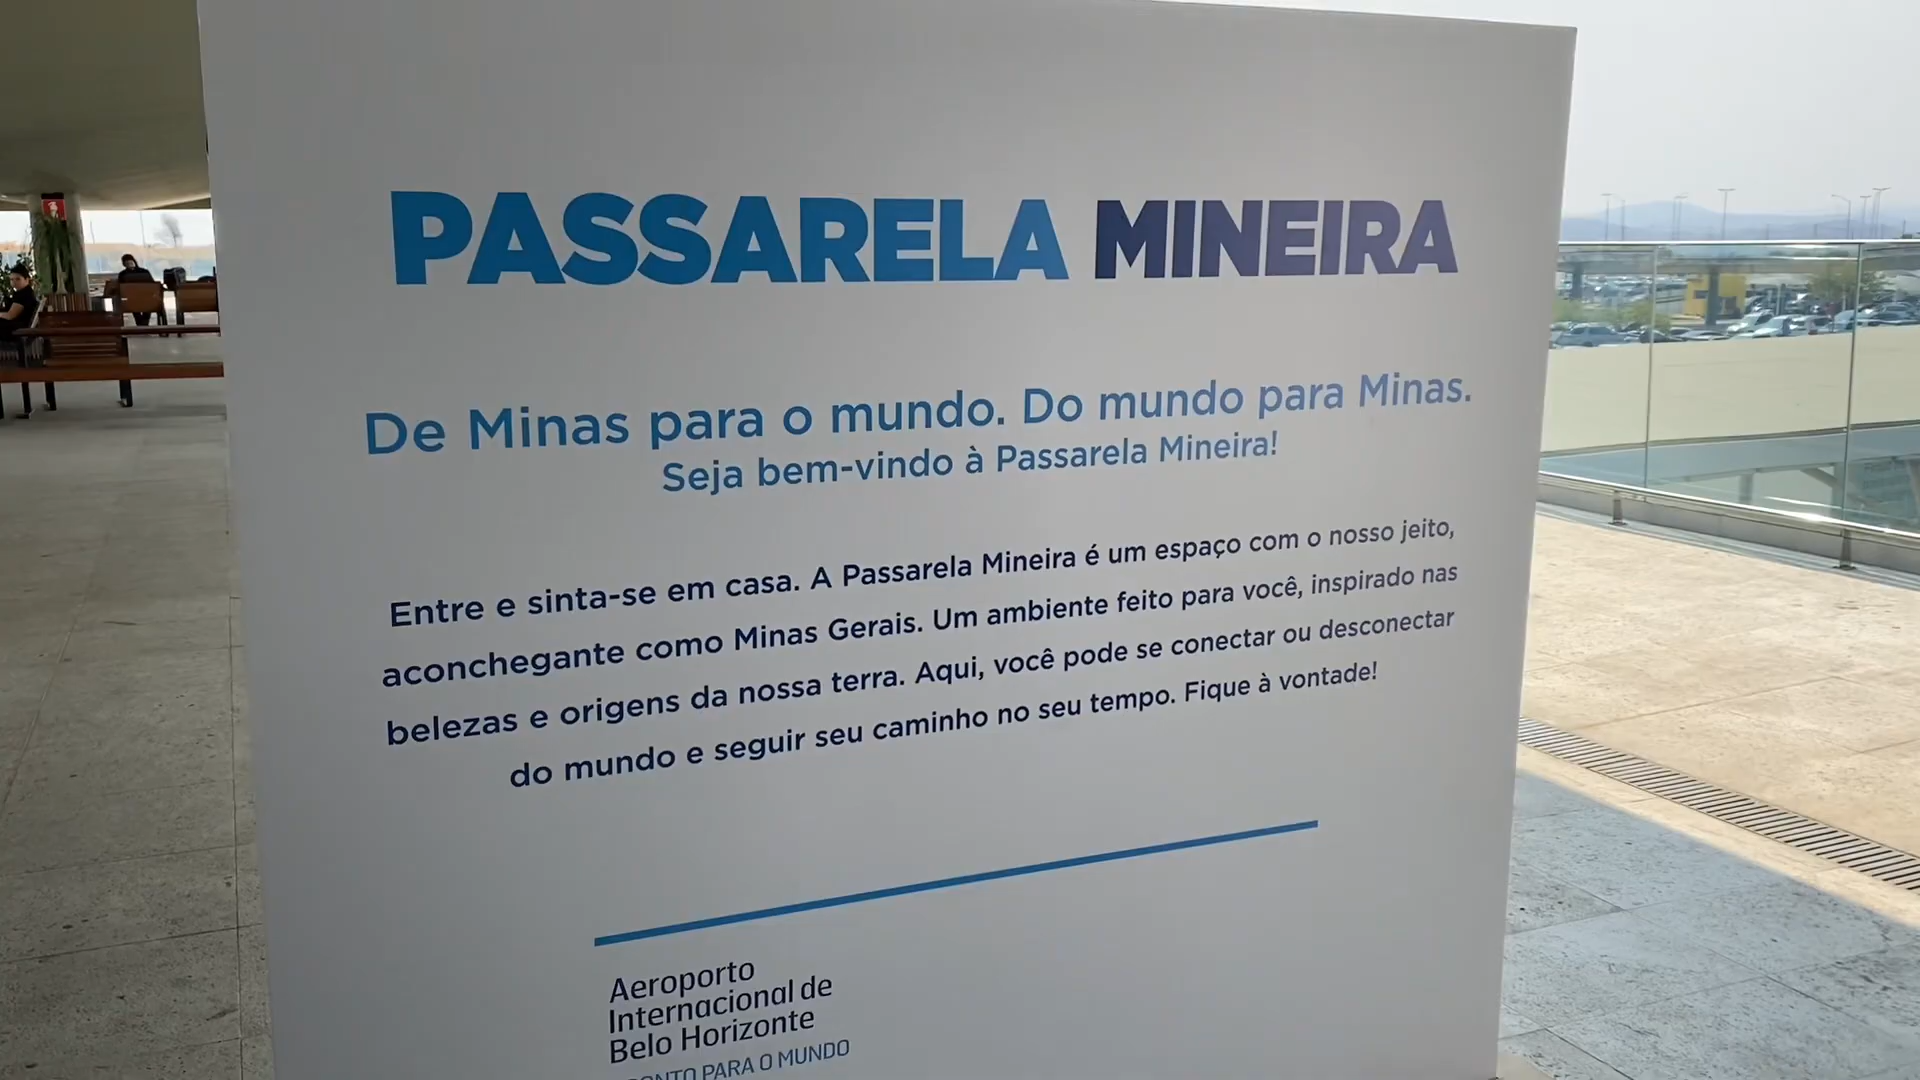 PASSARELA MINEIRA
De Minas para o mundo. Do mundo para Minas.
Seja bem-vindo à Passarela Mineira!
Entre e sinta-se em casa. A Passarela Mineira é um espaço com o nosso jeito,
aconchegante como Minas Gerais. Um ambiente feito para você, inspirado nas
belezas e origens da nossa terra. Aqui, você pode se conectar ou desconectar
do mundo e seguir seu caminho no seu tempo. Fique à vontade!
Aeroporto
Internacional de
Belo Horizonte
PARA O MUNDO